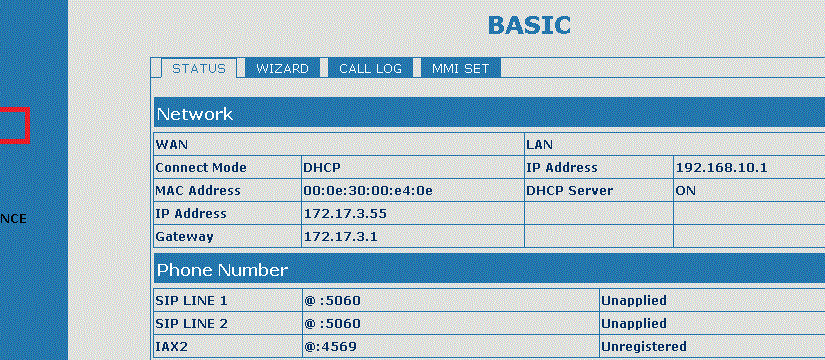 BASIC
STATUS WIZARD CALL LOG MMI SET
Network
WAN LAN
Connect Mode DHCP IP Address 192.168.10.1
MAC Address 00:0e:30:00:e4:0e DHCP Server ON
IP Address 172.17.3.55
NCE
Gateway 172.17.3.1
Phone Number
SIP LINE 1 @ :5060 Unapplied
SIP LINE 2 @ :5060 Unapplied
IAX2 @:4569 Unregistered